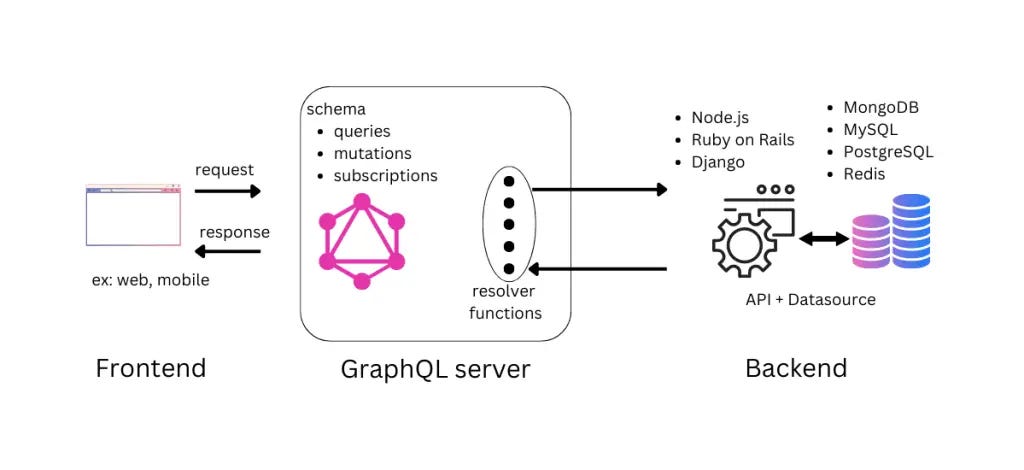 schema
• queries
• mutations
• subscriptions
request
response
ex: web, mobile
resolver
functions
• Node.js
• Ruby on Rails
• Django
• MongoDB
• MySQL
• PostgreSQL
• Redis
API + Datasource
Frontend
GraphQL server
Backend